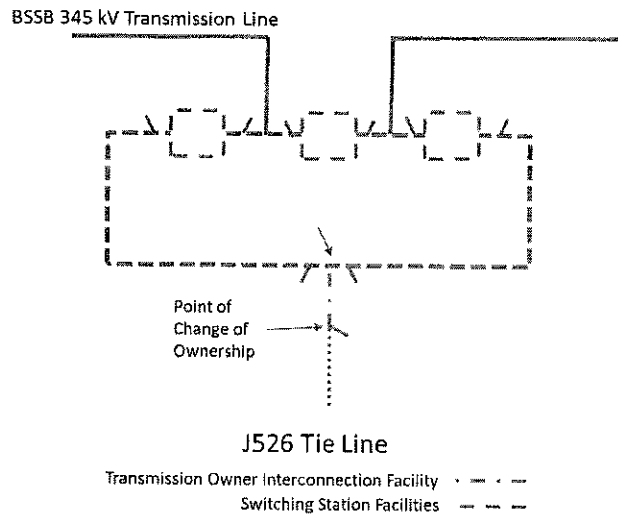 BSSB 345 kV Transmission Line
Point of
Change of
Ownership
J526 Tie Line
Transmission Owner Interconnection Facility
Switching Station Facilities